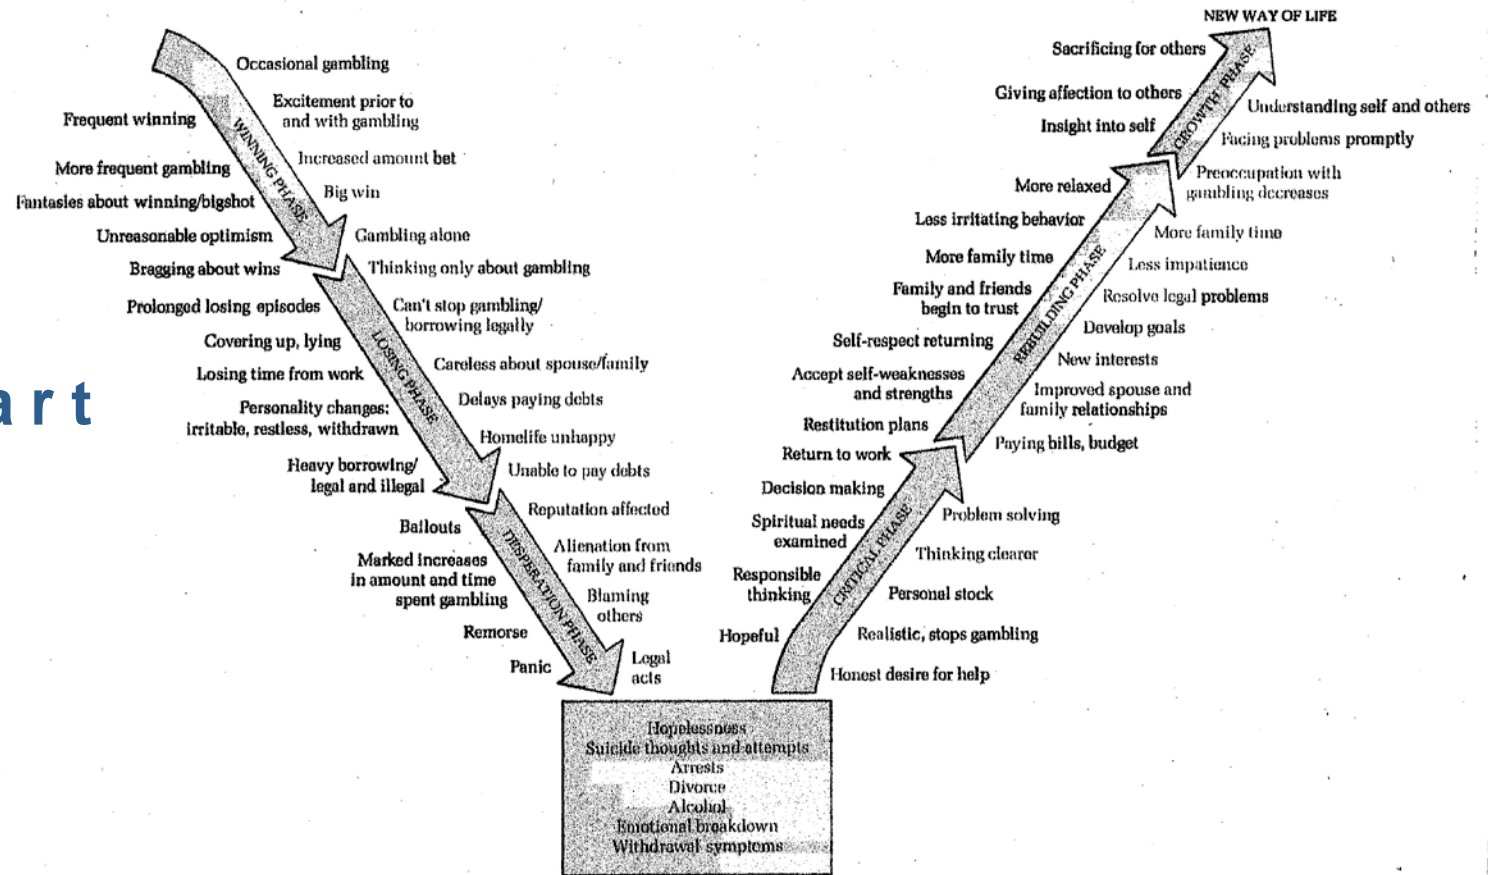 Occasional gambling
Excitement prior to
and with gambling
Frequent winning
Increased amount bet
More frequent gambling
Big win
Fantasies about winning/bigshot
Unreasonable optimism
WINNING PHASE
Gambling alone
Bragging about wins
Thinking only about gambling
Prolonged losing episodes
Can't stop gambling/
borrowing legally
Covering up, lying
Careless about spouse/family
Losing time from work
LOSING PHASE
Delays paying debts
Personality changes:
irritable, restless, withdrawn
Homelife unhappy
Heavy borrowing/
legal and illegal
Unable to pay debts
Reputation affected
Bailouts
Alienation from
family and friends
Marked increases
in amount and time
spent gambling
DESPERATION PHASE
Blaming
others
Remorse
Panic
Legal
acts
art
Hopelessness
Suicide thoughts and attempts
Arrests
Divorce
Alcohol
Emotional breakdown
Withdrawal symptoms
Honest desire for help
Hopeful
Realistic, stops gambling
Responsible
thinking
Personal stock
CRITICAL PHASE
Spiritual needs
examined
Thinking clearer
Decision making
Problem solving
Return to work
Paying bills, budget
Restitution plans
Improved spouse and
family relationships
Accept self-weaknesses
and strengths
New interests
Self-respect returning
REBUILDING PHASE
Develop goals
Family and friends
begin to trust
Resolve legal problems
More family time
Less impatience
Less irritating behavior
More family time
More relaxed
Preoccupation with
gambling decreases
Insight into self
Facing problems promptly
GROWTH PHASE
Giving affection to others
Understanding self and others
Sacrificing for others
NEW WAY OF LIFE